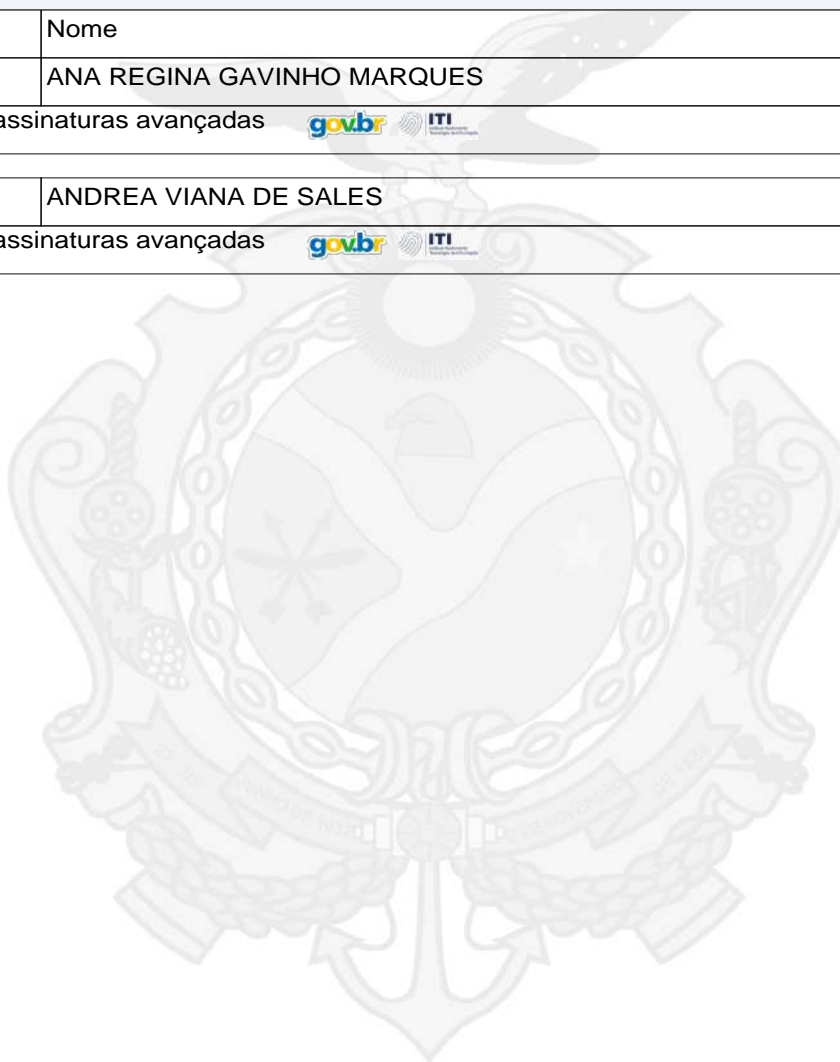 Nome
ANA REGINA GAVINHO MARQUES
assinaturas avançadas gov.br ITI
ANDREA VIANA DE SALES
assinaturas avançadas gov.br ITI